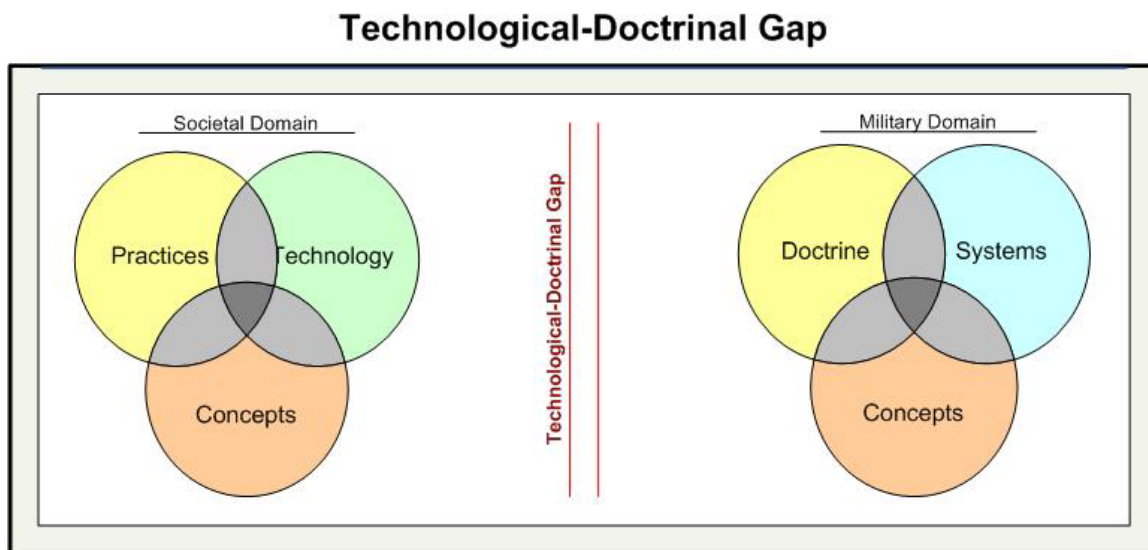 Technological-Doctrinal Gap
Societal Domain
Practices
Technology
Concepts
Technological-Doctrinal Gap
Military Domain
Doctrine
Systems
Concepts